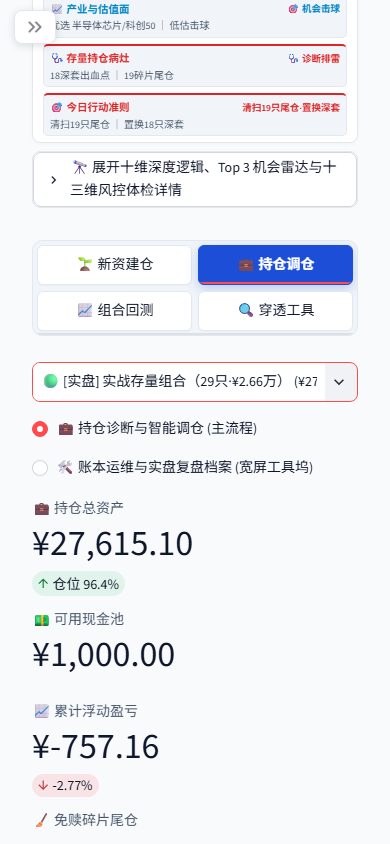 产业与估值面 机会击球
优选 半导体芯片/科创50 | 低估击球
存量持仓病灶 诊断排雷
18深套出血点 | 19碎片尾仓
今日行动准则 清扫19只尾仓·置换深套
清扫19只尾仓 | 置换18只深套
展开十维深度逻辑、Top 3 机会雷达与十
三维风控体检详情
新资建仓 持仓调仓
组合回测 穿透工具
[实盘] 实战存量组合（29只·¥2.66万） (¥27
持仓诊断与智能调仓 (主流程)
账本运维与实盘复盘档案 (宽屏工具坞)
持仓总资产
¥27,615.10
↑ 仓位 96.4%
可用现金池
¥1,000.00
累计浮动盈亏
¥-757.16
↓ -2.77%
免赎碎片尾仓